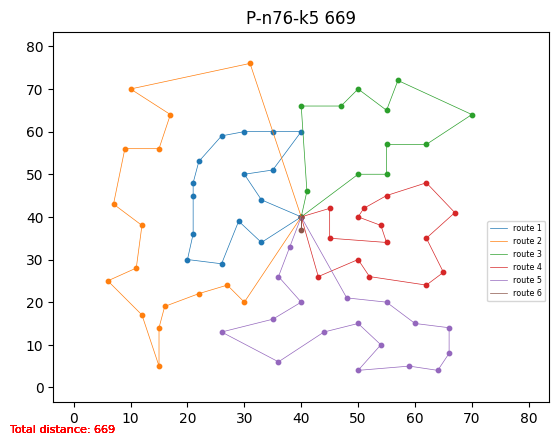 P-n76-k5 669
80
70
60
50
40
30
20
10
0
route 1
route 2
route 3
route 4
route 5
route 6
0 10 20 30 40 50 60 70 80
Total distance: 669